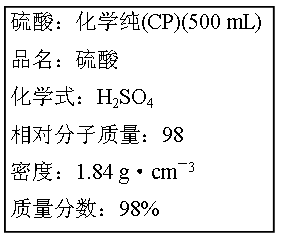 硫酸：化学纯(CP)(500 mL)
品名：硫酸
化学式：H₂SO₄
相对分子质量：98
密度：1.84 g·cm⁻³
质量分数：98%